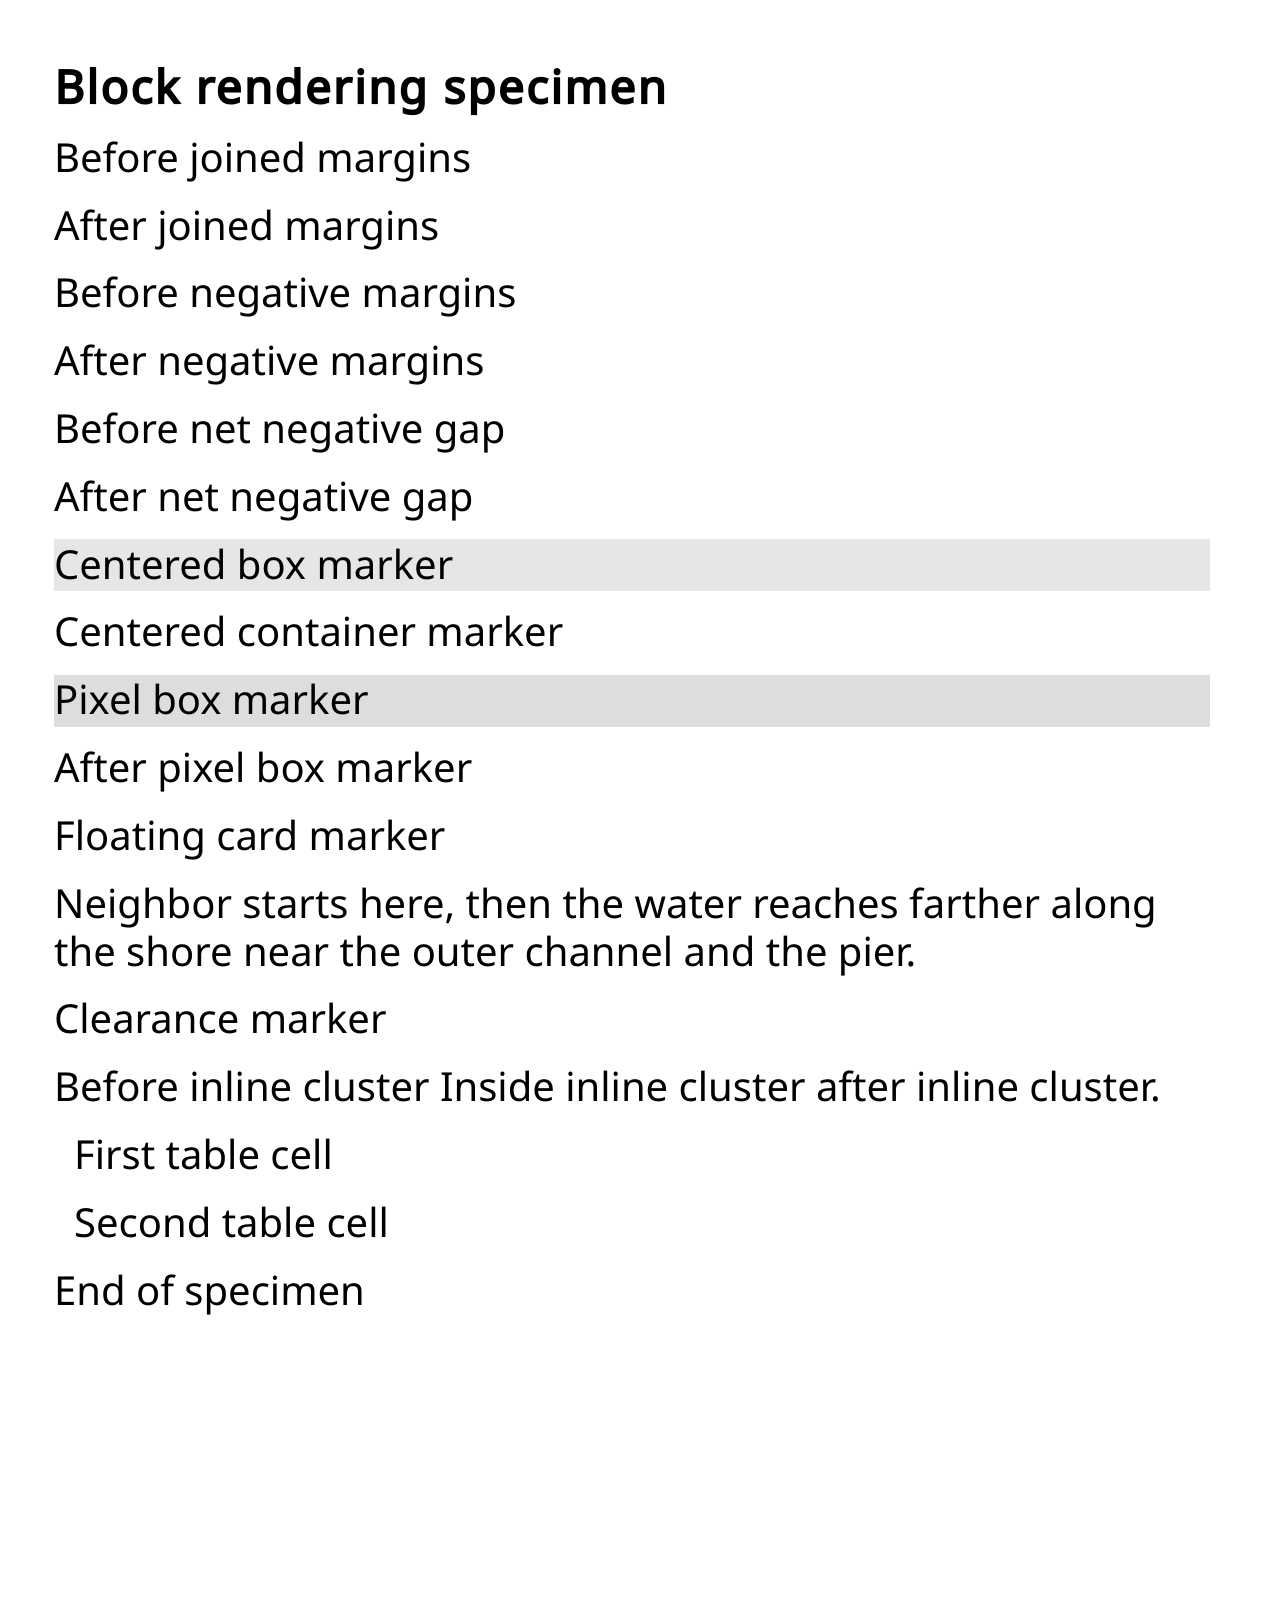 Block rendering specimen
Before joined margins
After joined margins
Before negative margins
After negative margins
Before net negative gap
After net negative gap
Centered box marker
Centered container marker
Pixel box marker
After pixel box marker
Floating card marker
Neighbor starts here, then the water reaches farther along
the shore near the outer channel and the pier.
Clearance marker
Before inline cluster Inside inline cluster after inline cluster.
First table cell
Second table cell
End of specimen